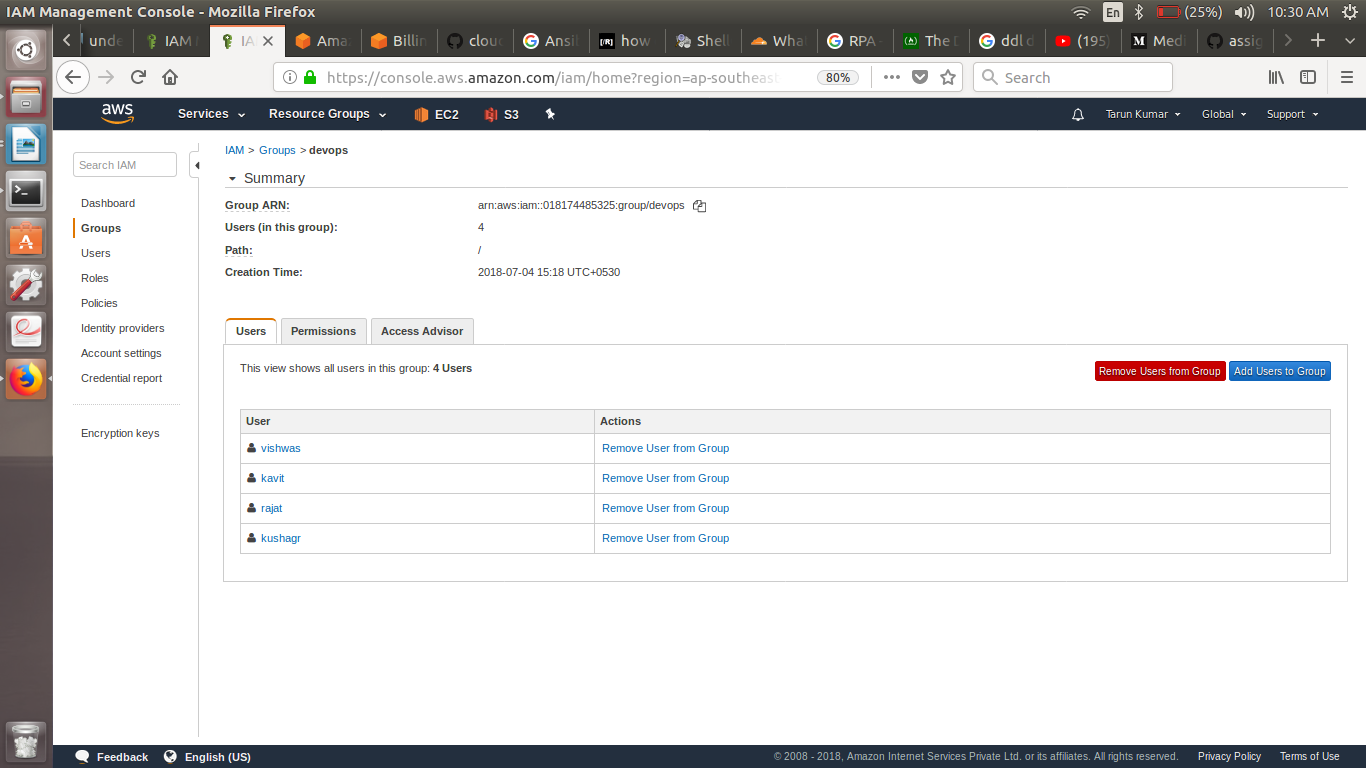 IAM Management Console - Mozilla Firefox
En
(25%)
10:30 AM
unde
IAM
IA
Ama
Billin
clou
Ansi
[/R]
how
Shell
Wha
RPA
The D
ddl d
(195)
M
Medi
assig
https://console.aws.amazon.com/iam/home?region=ap-southeast
80%
Search
aws
Services
Resource Groups
EC2
S3
Tarun Kumar
Global
Support
Search IAM
Dashboard
Groups
Users
Roles
Policies
Identity providers
Account settings
Credential report
Encryption keys
IAM > Groups > devops
Summary
Group ARN: arn:aws:iam::018174485325:group/devops
Users (in this group): 4
Path: /
Creation Time: 2018-07-04 15:18 UTC+0530
Users
Permissions
Access Advisor
This view shows all users in this group: 4 Users
Remove Users from Group
Add Users to Group
User Actions
vishwas Remove User from Group
kavit Remove User from Group
rajat Remove User from Group
kushagr Remove User from Group
Feedback
English (US)
© 2008 - 2018, Amazon Internet Services Private Ltd. or its affiliates. All rights reserved.
Privacy Policy
Terms of Use